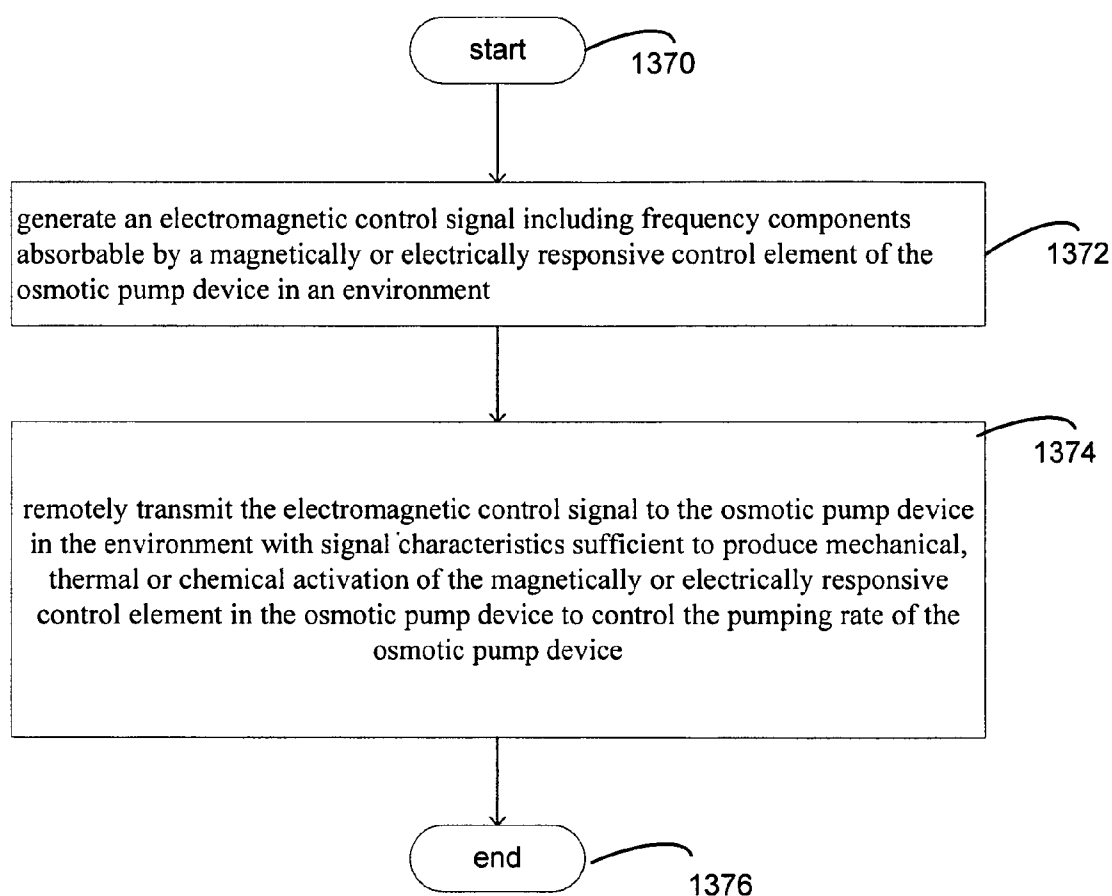 start
1370
generate an electromagnetic control signal including frequency components
absorbable by a magnetically or electrically responsive control element of the
osmotic pump device in an environment
1372
1374
remotely transmit the electromagnetic control signal to the osmotic pump device
in the environment with signal characteristics sufficient to produce mechanical,
thermal or chemical activation of the magnetically or electrically responsive
control element in the osmotic pump device to control the pumping rate of the
osmotic pump device
end
1376